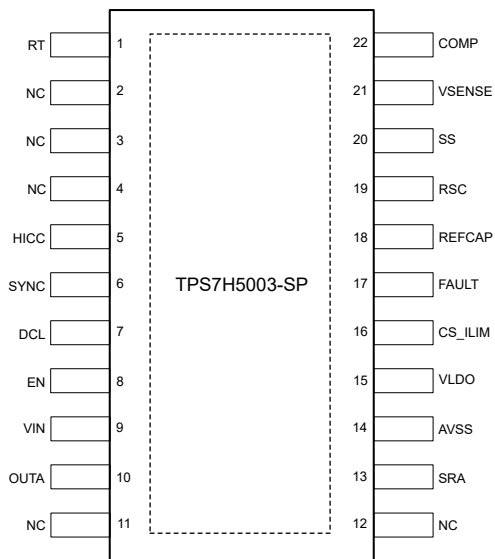 RT 1 22 COMP
NC 2 21 VSENSE
NC 3 20 SS
NC 4 19 RSC
HICC 5 18 REFCAP
SYNC 6 TPS7H5003-SP 17 FAULT
DCL 7 16 CS_ILIM
EN 8 15 VLDO
VIN 9 14 AVSS
OUTA 10 13 SRA
NC 11 12 NC